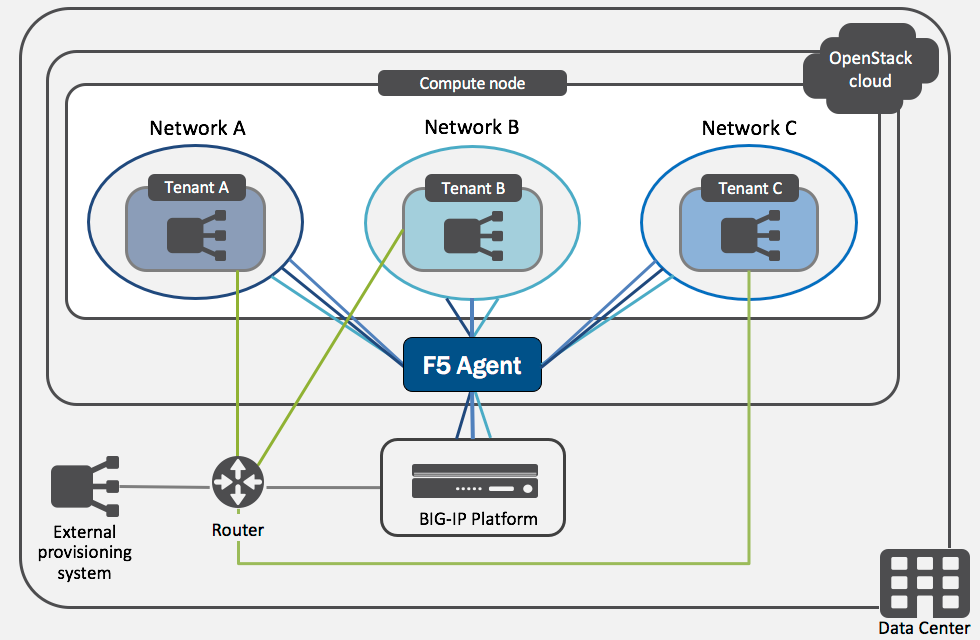 OpenStack
cloud
Compute node
Network A
Network B
Network C
Tenant A
Tenant B
Tenant C
F5 Agent
BIG-IP Platform
Router
External
provisioning
system
Data Center